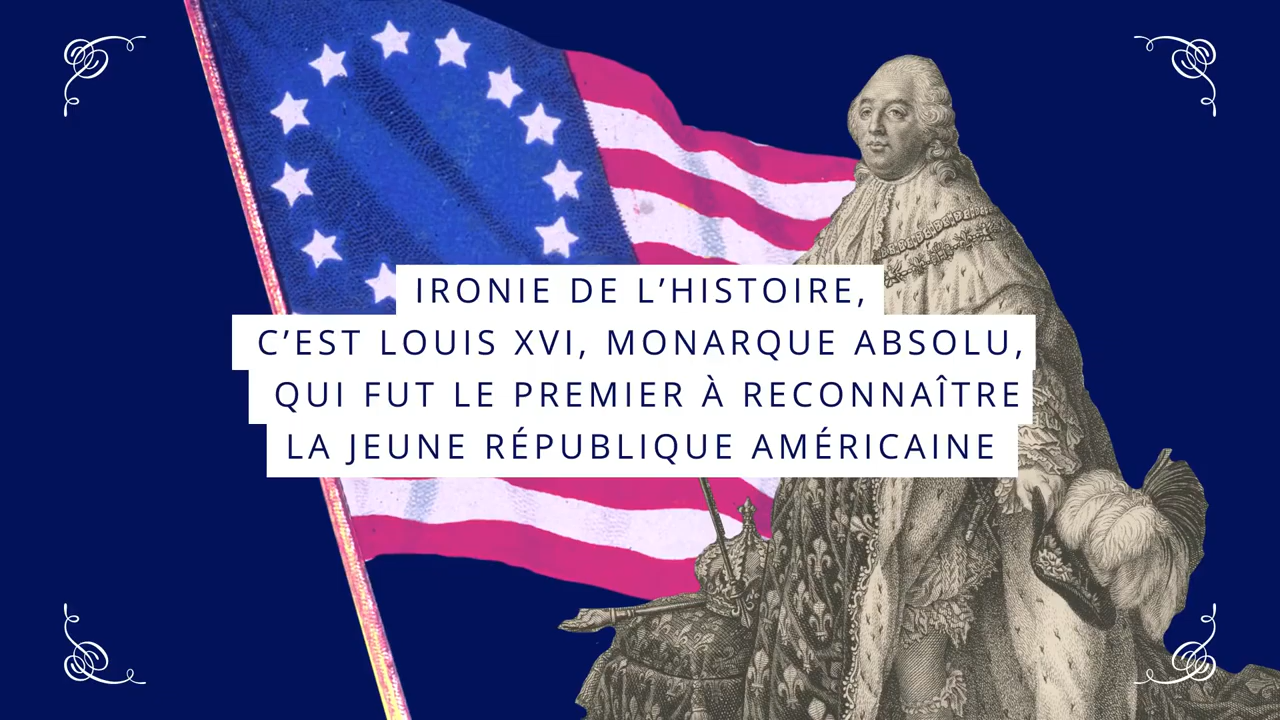 IRONIE DE L’HISTOIRE,
C’EST LOUIS XVI, MONARQUE ABSOLU,
QUI FUT LE PREMIER À RECONNAÎTRE
LA JEUNE RÉPUBLIQUE AMÉRICAINE